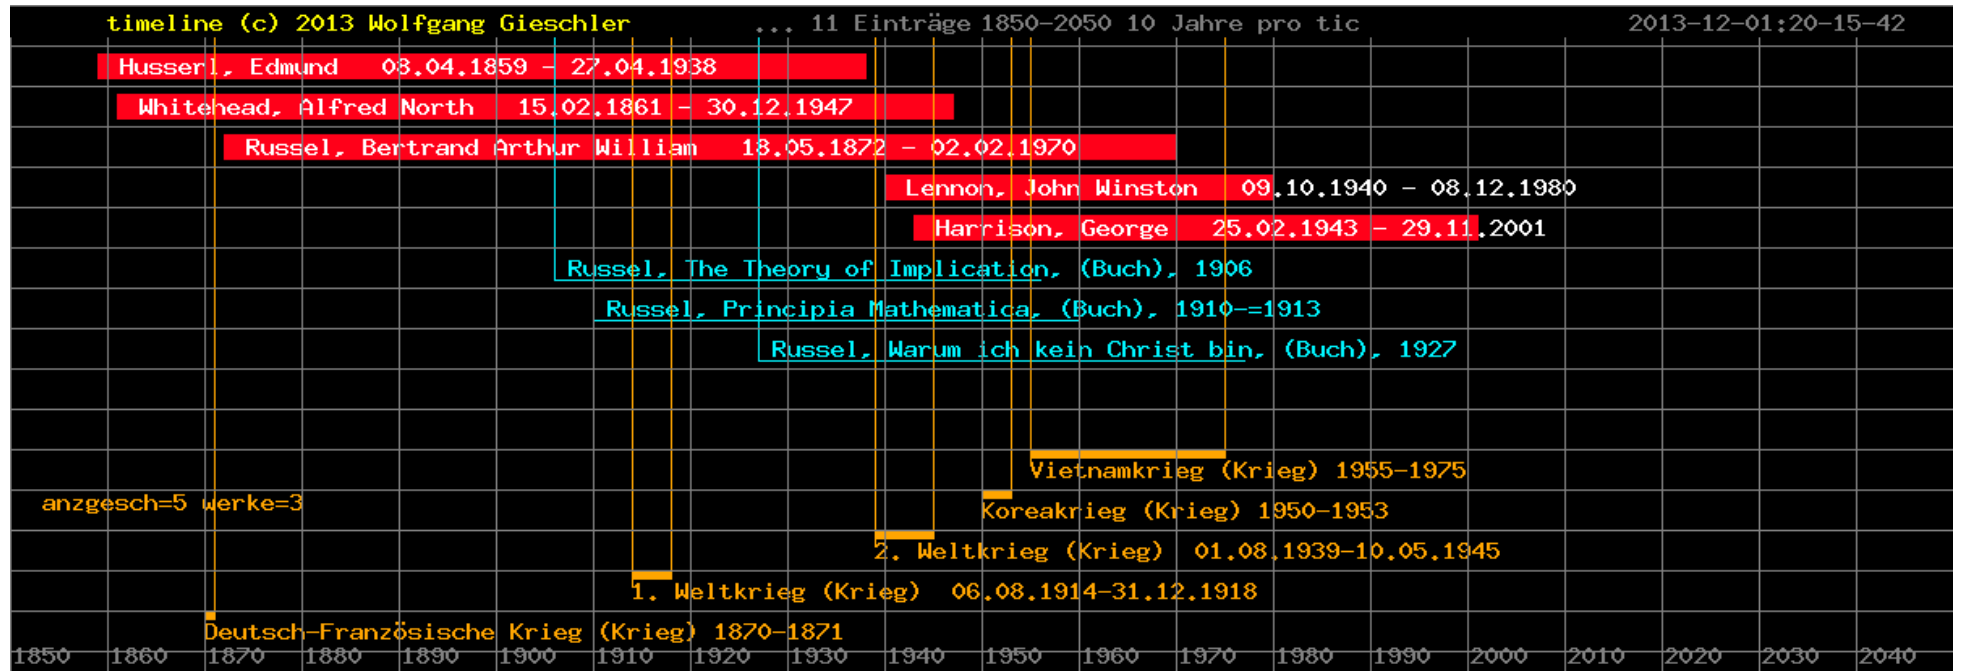 timeline (c) 2013 Wolfgang Gieschler ... 11 Einträge 1850-2050 10 Jahre pro tic 2013-12-01:20-15-42
Husserl, Edmund 08.04.1859 - 27.04.1938
Whitehead, Alfred North 15.02.1861 - 30.12.1947
Russel, Bertrand Arthur William 18.05.1872 - 02.02.1970
Lennon, John Winston 09.10.1940 - 08.12.1980
Harrison, George 25.02.1943 - 29.11.2001
Russel, The Theory of Implication, (Buch), 1906
Russel, Principia Mathematica, (Buch), 1910-=1913
Russel, Warum ich kein Christ bin, (Buch), 1927
Vietnamkrieg (Krieg) 1955-1975
anzgesch=5 werke=3
Koreakrieg (Krieg) 1950-1953
2. Weltkrieg (Krieg) 01.08.1939-10.05.1945
1. Weltkrieg (Krieg) 06.08.1914-31.12.1918
Deutsch-Französische Krieg (Krieg) 1870-1871
1850 1860 1870 1880 1890 1900 1910 1920 1930 1940 1950 1960 1970 1980 1990 2000 2010 2020 2030 2040